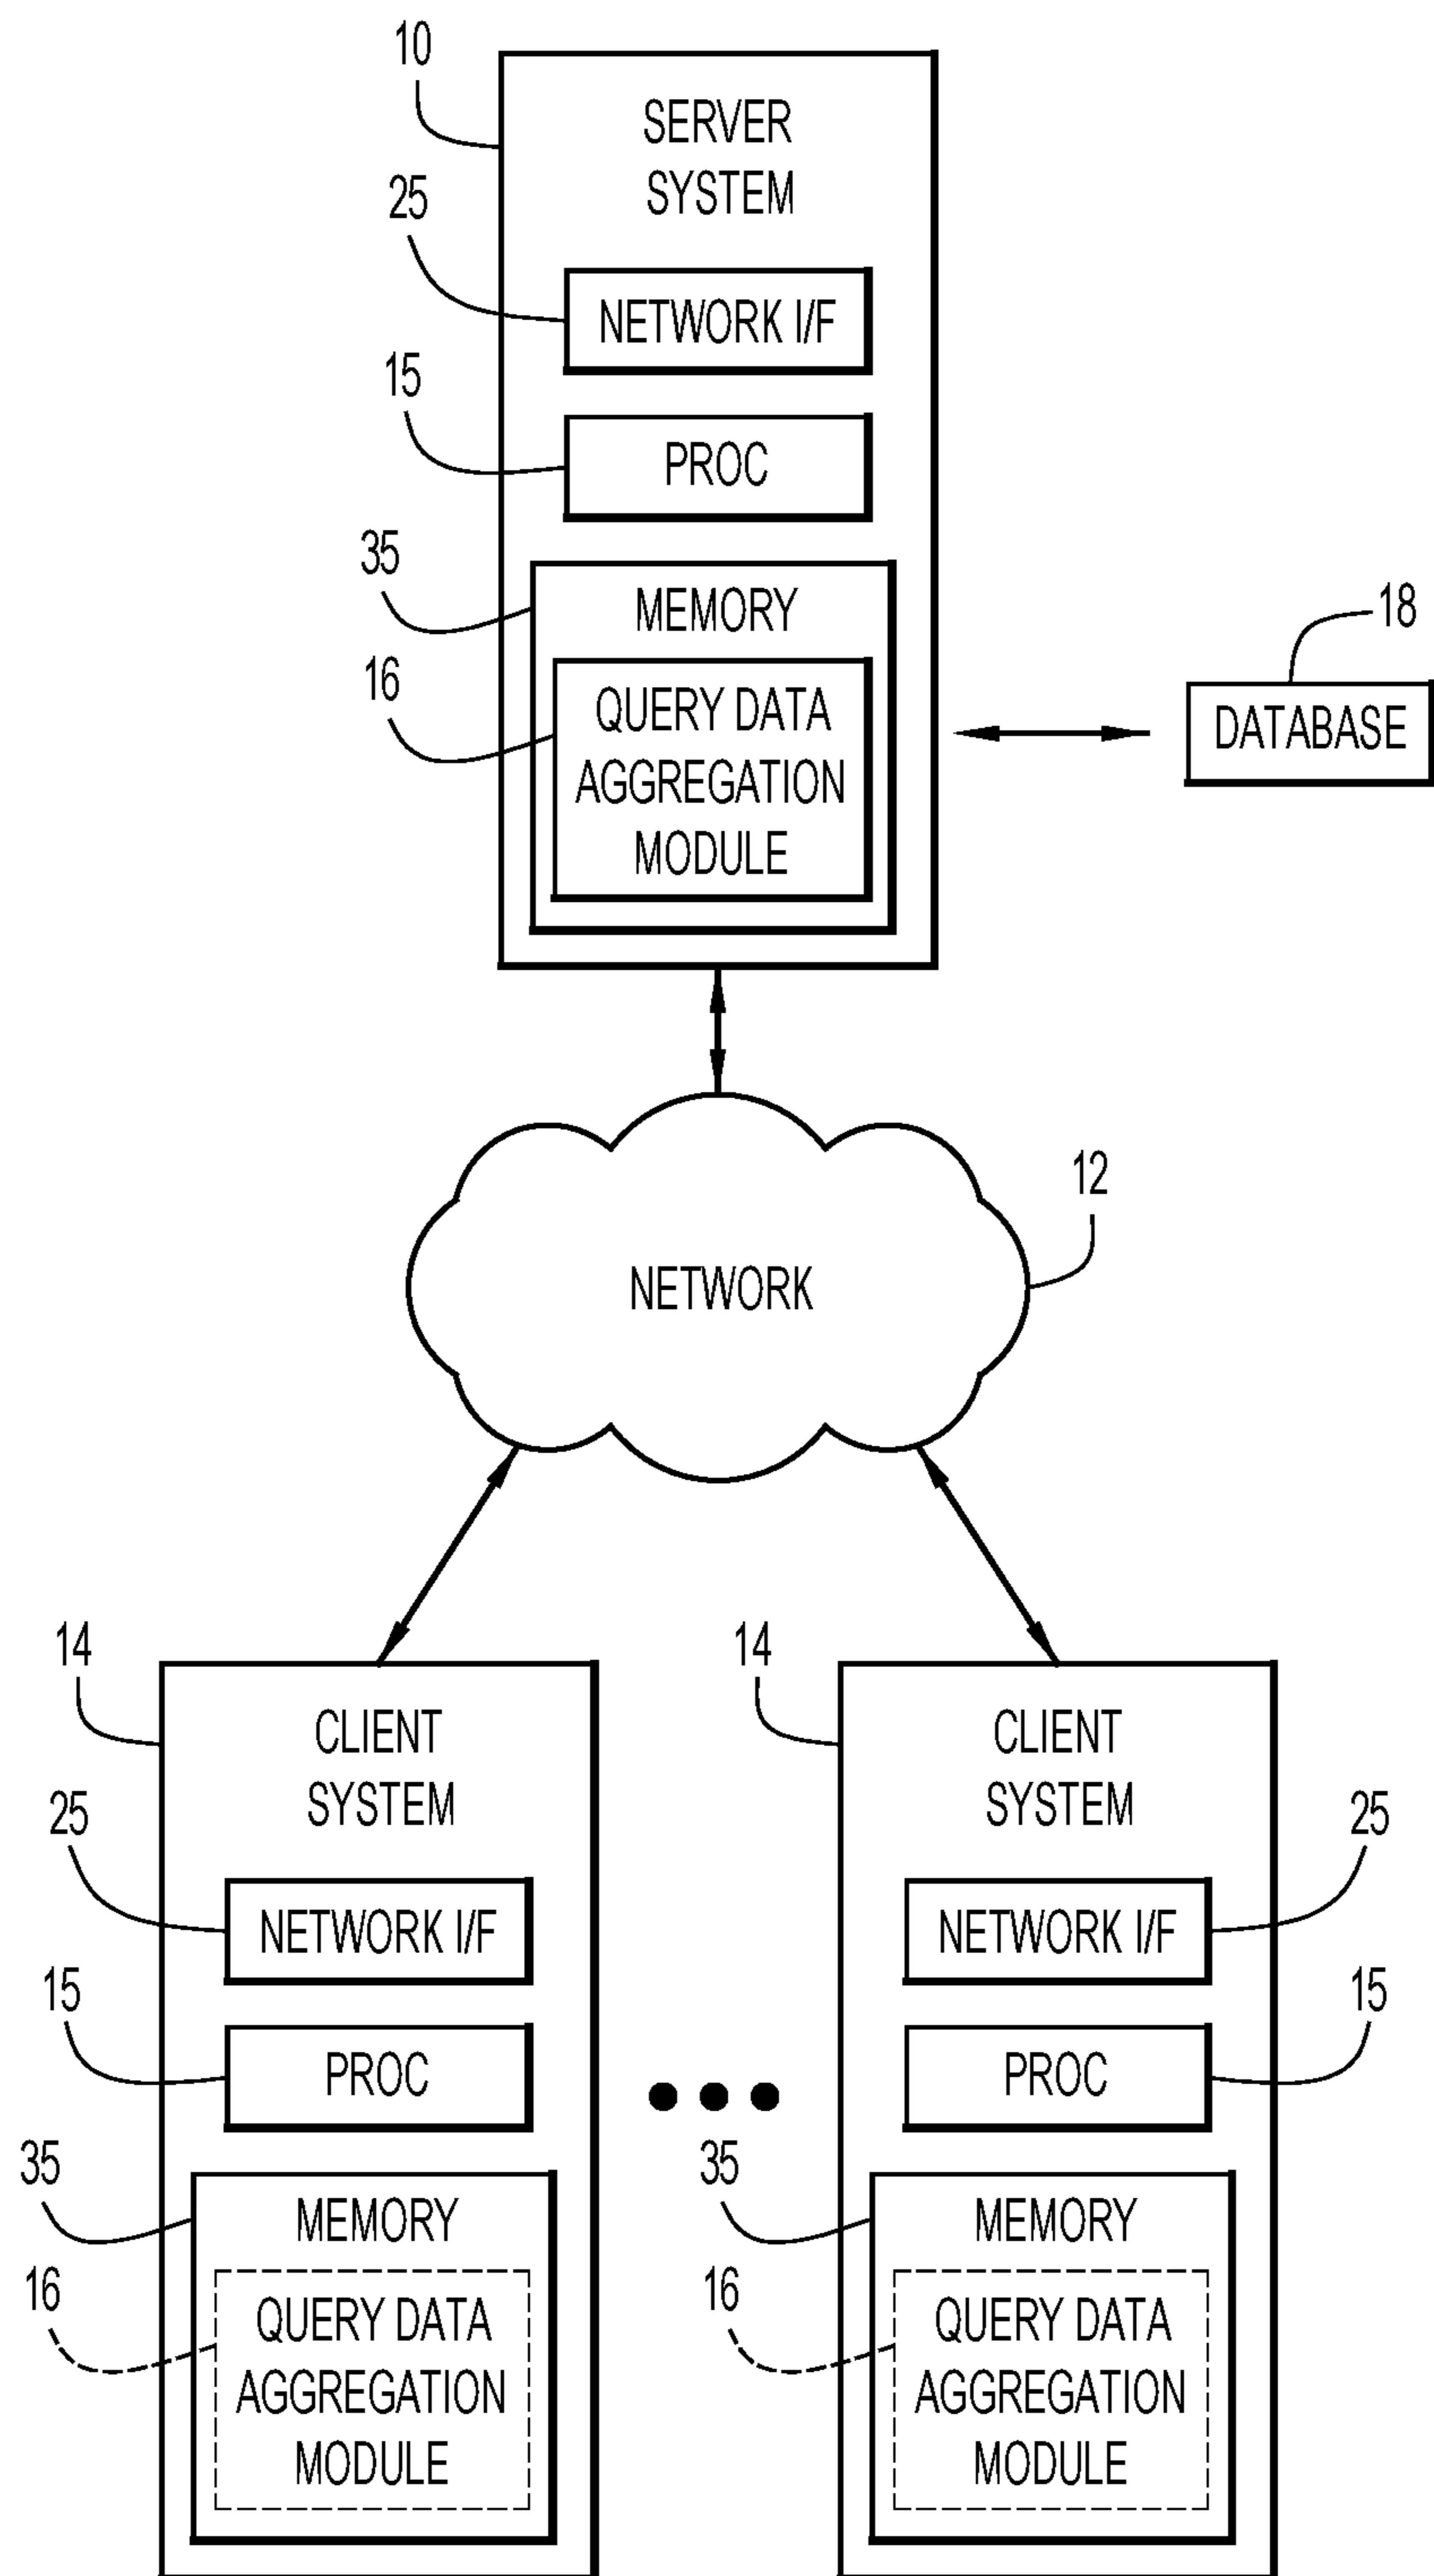 10
SERVER
SYSTEM
25
NETWORK I/F
15
PROC
35
MEMORY
16
QUERY DATA
AGGREGATION
MODULE
18
DATABASE
12
NETWORK
14
CLIENT
SYSTEM
25
NETWORK I/F
15
PROC
35
MEMORY
16
QUERY DATA
AGGREGATION
MODULE
14
CLIENT
SYSTEM
25
NETWORK I/F
15
PROC
35
MEMORY
16
QUERY DATA
AGGREGATION
MODULE